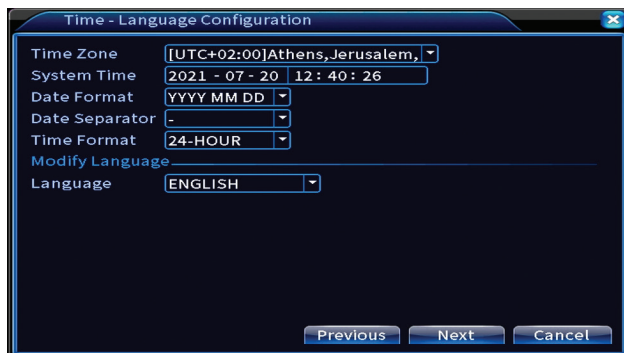 Time - Language Configuration
Time Zone [UTC+02:00]Athens,Jerusalem,
System Time 2021 - 07 - 20 12 : 40 : 26
Date Format YYYY MM DD
Date Separator -
Time Format 24-HOUR
Modify Language
Language ENGLISH
Previous Next Cancel